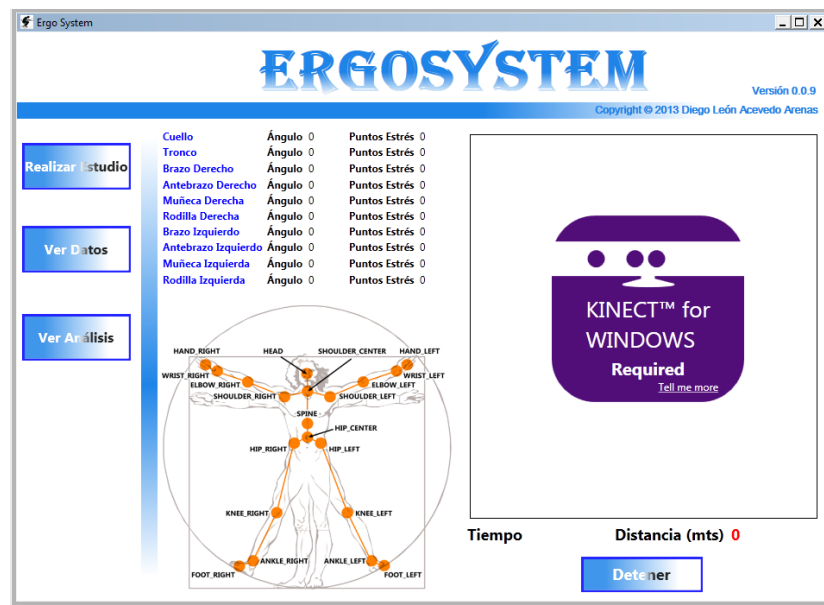 Ergo System
ERGOSYSTEM
Versión 0.0.9
Copyright © 2013 Diego León Acevedo Arenas
Realizar Estudio
Ver Datos
Ver Análisis
Cuello Ángulo 0 Puntos Estrés 0
Tronco Ángulo 0 Puntos Estrés 0
Brazo Derecho Ángulo 0 Puntos Estrés 0
Antebrazo Derecho Ángulo 0 Puntos Estrés 0
Muñeca Derecha Ángulo 0 Puntos Estrés 0
Rodilla Derecha Ángulo 0 Puntos Estrés 0
Brazo Izquierdo Ángulo 0 Puntos Estrés 0
Antebrazo Izquierdo Ángulo 0 Puntos Estrés 0
Muñeca Izquierda Ángulo 0 Puntos Estrés 0
Rodilla Izquierda Ángulo 0 Puntos Estrés 0
HAND_RIGHT HEAD SHOULDER_CENTER HAND_LEFT
WRIST_RIGHT WRIST_LEFT
ELBOW_RIGHT ELBOW_LEFT
SHOULDER_RIGHT SHOULDER_LEFT
SPINE
HIP_CENTER
HIP_RIGHT HIP_LEFT
KNEE_RIGHT KNEE_LEFT
ANKLE_RIGHT ANKLE_LEFT
FOOT_RIGHT FOOT_LEFT
KINECT™ for
WINDOWS
Required
Tell me more
Tiempo Distancia (mts) 0
Detener